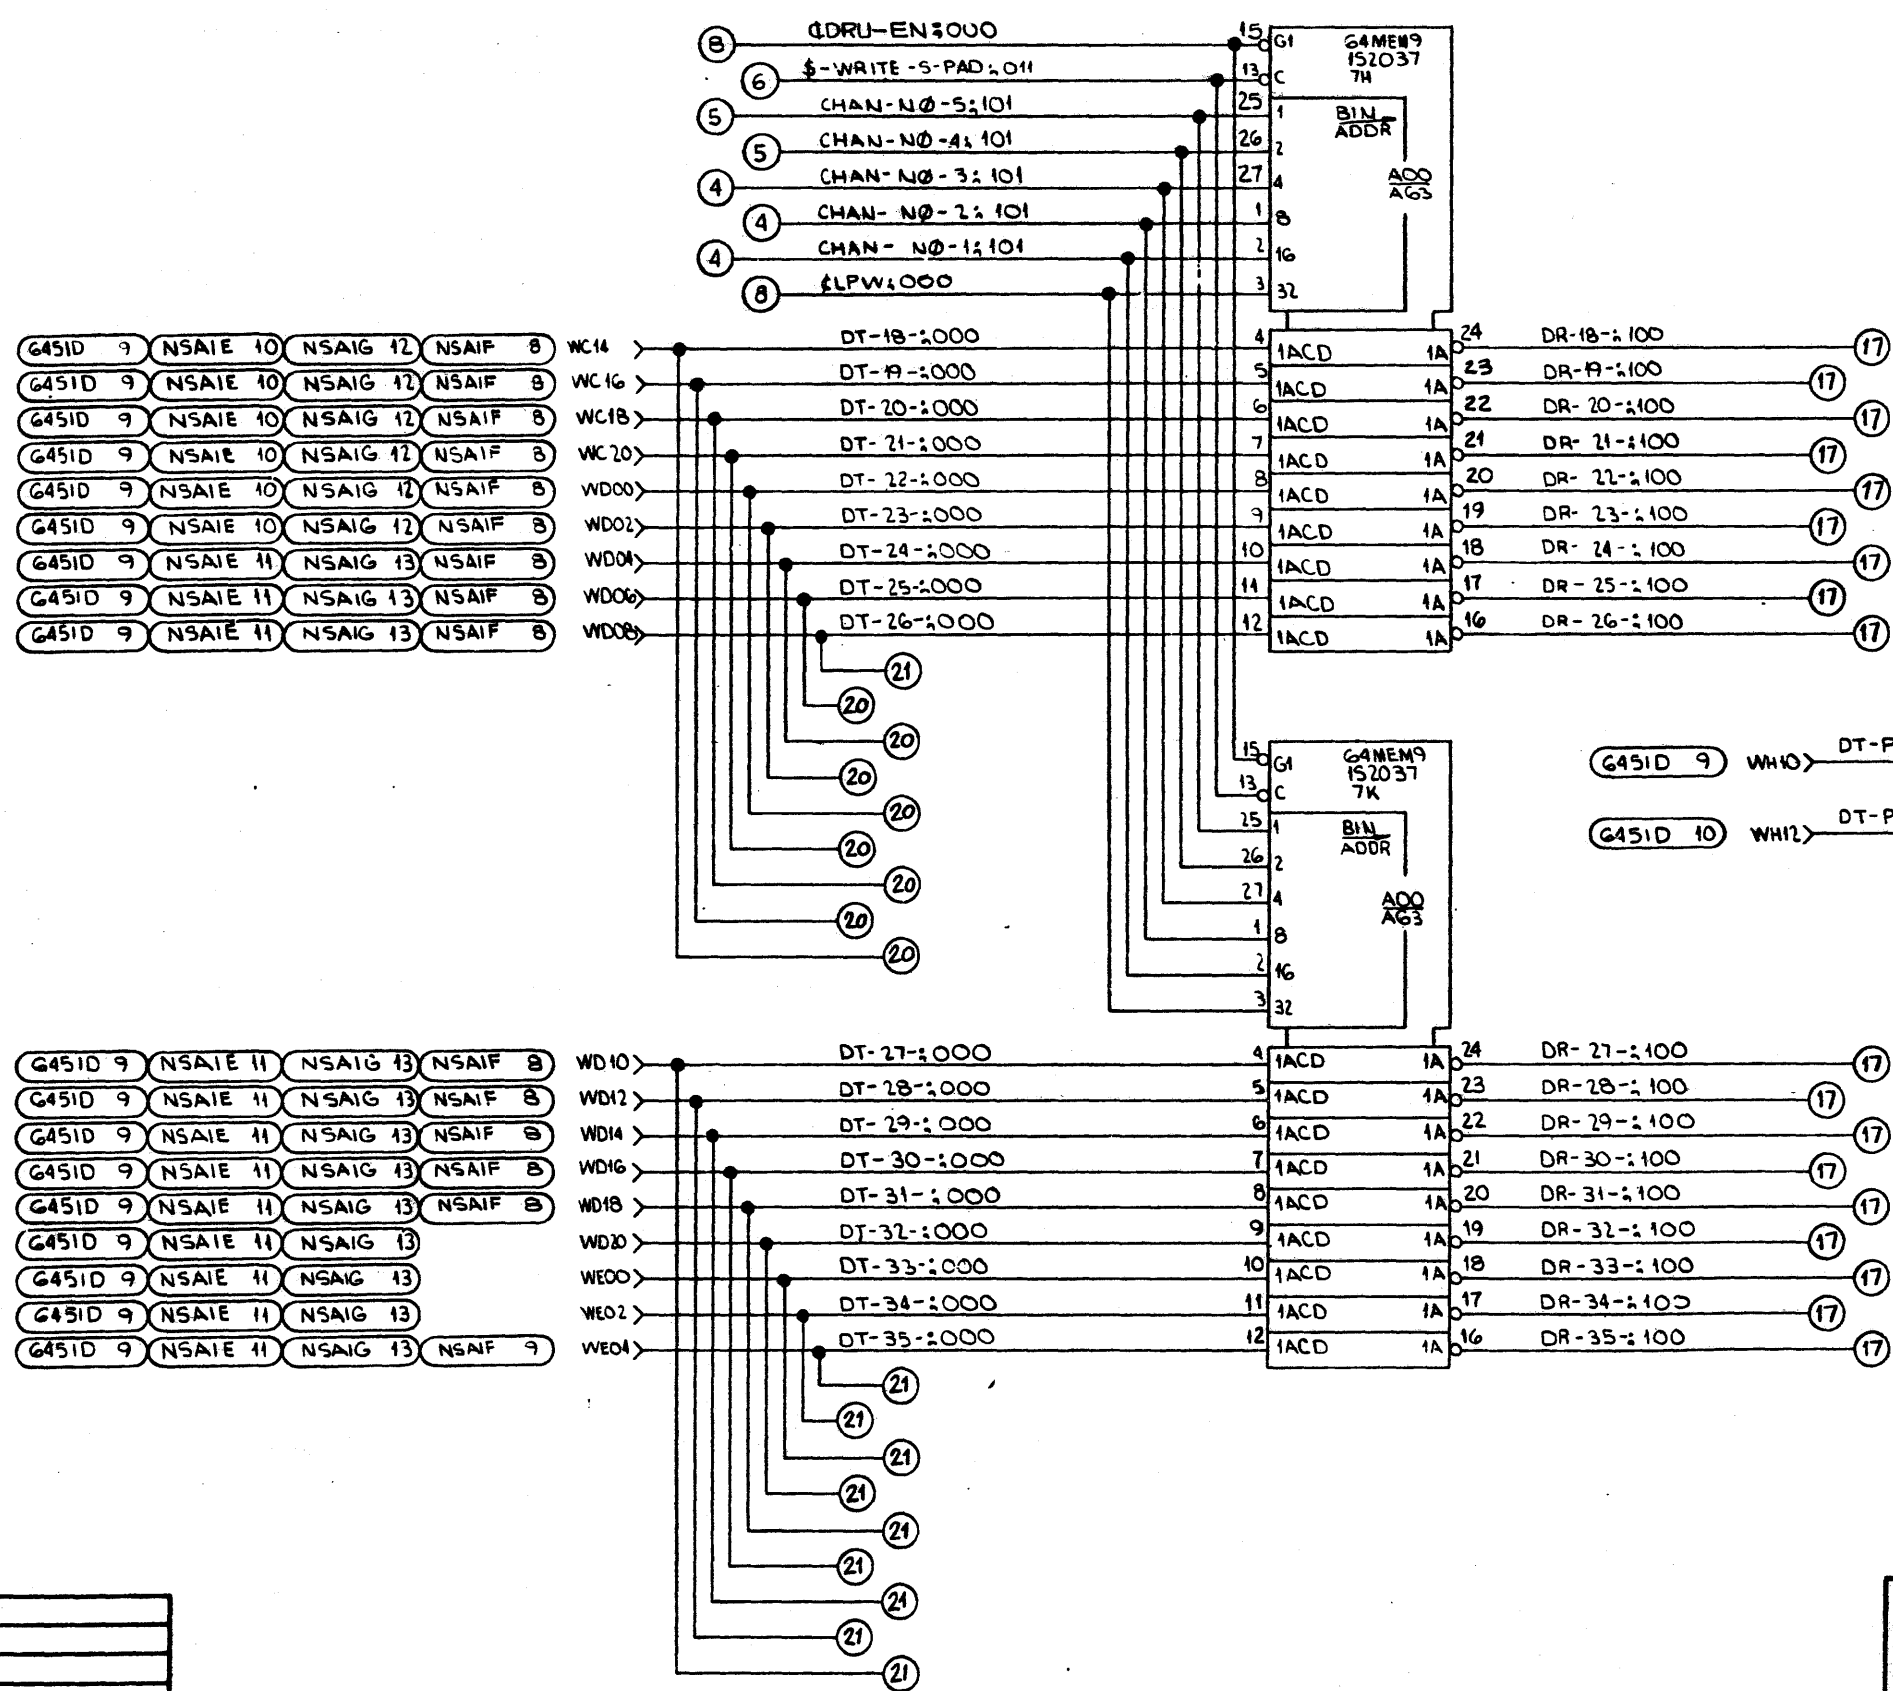 8 ¢DRU-EN:000 15 G1 64MEM9
152037
7H
6 $-WRITE-S-PAD:011 13 C
5 CHAN-NØ-5:101 25 1 BIN
ADDR
5 CHAN-NØ-4:101 26 2
4 CHAN-NØ-3:101 27 4 A00
A63
4 CHAN-NØ-2:101 1 8
4 CHAN-NØ-1:101 2 16
8 ¢LPW:000 3 32
645ID 9 NSAIE 10 NSAIG 12 NSAIF 8 WC14 DT-18-:000 4 1ACD 1A 24 DR-18-:100 17
645ID 9 NSAIE 10 NSAIG 12 NSAIF 8 WC16 DT-19-:000 5 1ACD 1A 23 DR-19-:100 17
645ID 9 NSAIE 10 NSAIG 12 NSAIF 8 WC18 DT-20-:000 6 1ACD 1A 22 DR-20-:100 17
645ID 9 NSAIE 10 NSAIG 12 NSAIF 8 WC20 DT-21-:000 7 1ACD 1A 21 DR-21-:100 17
645ID 9 NSAIE 10 NSAIG 12 NSAIF 8 WD00 DT-22-:000 8 1ACD 1A 20 DR-22-:100 17
645ID 9 NSAIE 10 NSAIG 12 NSAIF 8 WD02 DT-23-:000 9 1ACD 1A 19 DR-23-:100 17
645ID 9 NSAIE 11 NSAIG 13 NSAIF 8 WD04 DT-24-:000 10 1ACD 1A 18 DR-24-:100 17
645ID 9 NSAIE 11 NSAIG 13 NSAIF 8 WD06 DT-25-:000 11 1ACD 1A 17 DR-25-:100 17
645ID 9 NSAIE 11 NSAIG 13 NSAIF 8 WD08 DT-26-:000 12 1ACD 1A 16 DR-26-:100 17
21
20
20
20
20
20
20
20
20
15 G1 64MEM9
152037
7K
13 C
25 1 BIN
ADDR
26 2
27 4 A00
A63
1 8
2 16
3 32
645ID 9 WH10 DT-P
645ID 10 WH12 DT-P
645ID 9 NSAIE 11 NSAIG 13 NSAIF 8 WD10 DT-27-:000 4 1ACD 1A 24 DR-27-:100 17
645ID 9 NSAIE 11 NSAIG 13 NSAIF 8 WD12 DT-28-:000 5 1ACD 1A 23 DR-28-:100 17
645ID 9 NSAIE 11 NSAIG 13 NSAIF 8 WD14 DT-29-:000 6 1ACD 1A 22 DR-29-:100 17
645ID 9 NSAIE 11 NSAIG 13 NSAIF 8 WD16 DT-30-:000 7 1ACD 1A 21 DR-30-:100 17
645ID 9 NSAIE 11 NSAIG 13 NSAIF 8 WD18 DT-31-:000 8 1ACD 1A 20 DR-31-:100 17
645ID 9 NSAIE 11 NSAIG 13 WD20 DT-32-:000 9 1ACD 1A 19 DR-32-:100 17
645ID 9 NSAIE 11 NSAIG 13 WE00 DT-33-:000 10 1ACD 1A 18 DR-33-:100 17
645ID 9 NSAIE 11 NSAIG 13 WE02 DT-34-:000 11 1ACD 1A 17 DR-34-:100 17
645ID 9 NSAIE 11 NSAIG 13 NSAIF 9 WE04 DT-35-:000 12 1ACD 1A 16 DR-35-:100 17
21
21
21
21
21
21
21
21
21